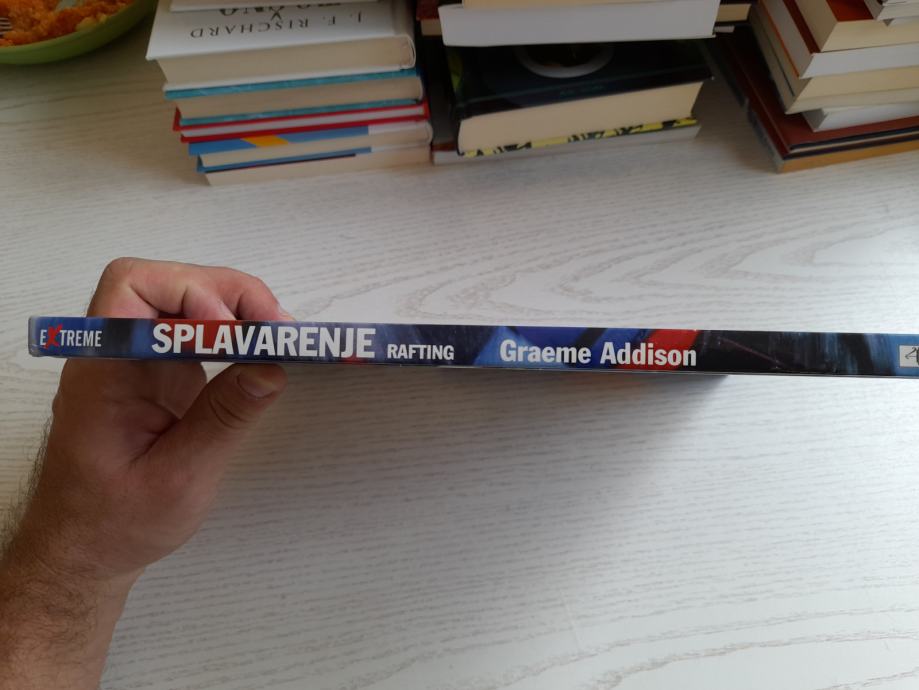 J. F. RISCHARD
EXTREME SPLAVARENJE RAFTING Graeme Addison